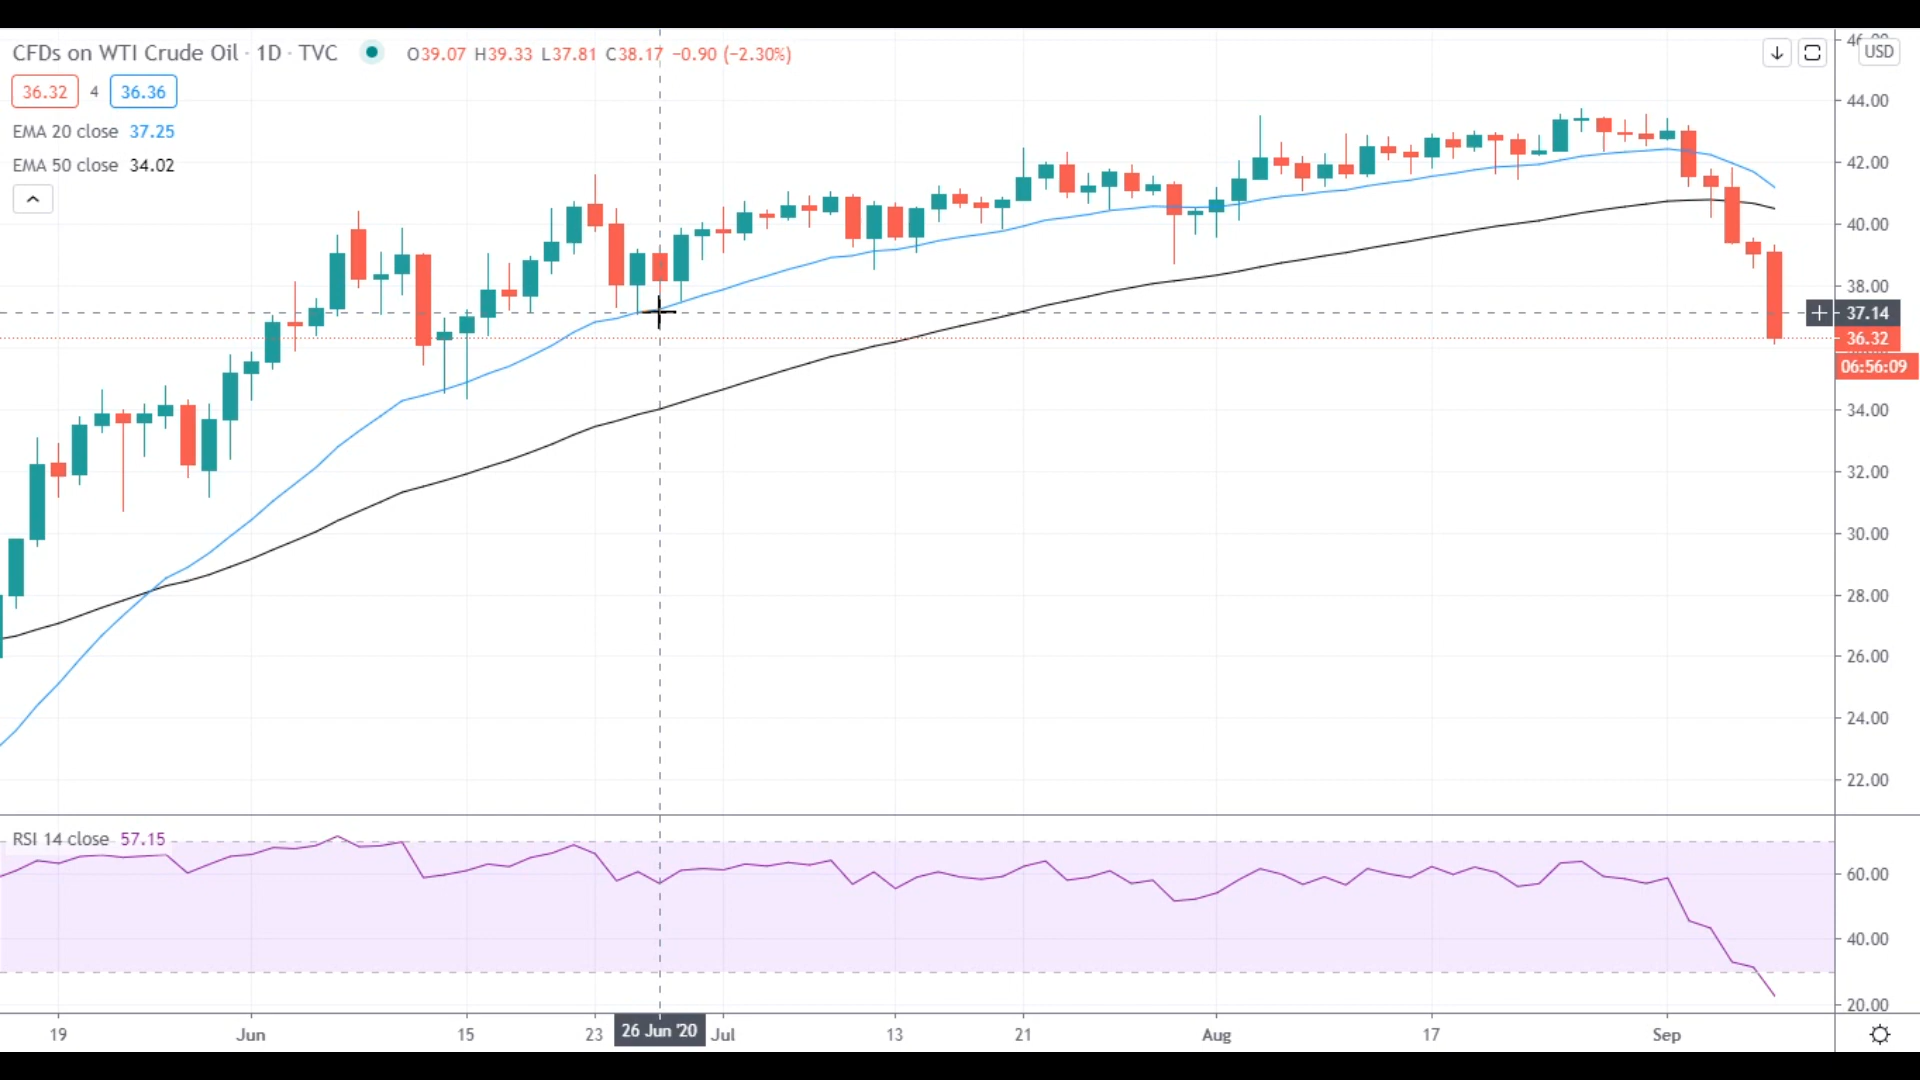 CFDs on WTI Crude Oil · 1D · TVC O39.07 H39.33 L37.81 C38.17 −0.90 (−2.30%)
36.32 4 36.36
EMA 20 close 37.25
EMA 50 close 34.02
USD
44.00
42.00
40.00
38.00
37.14
36.32
06:56:09
34.00
32.00
30.00
28.00
26.00
24.00
22.00
RSI 14 close 57.15
60.00
40.00
20.00
19 Jun 15 23 26 Jun '20 Jul 13 21 Aug 17 Sep